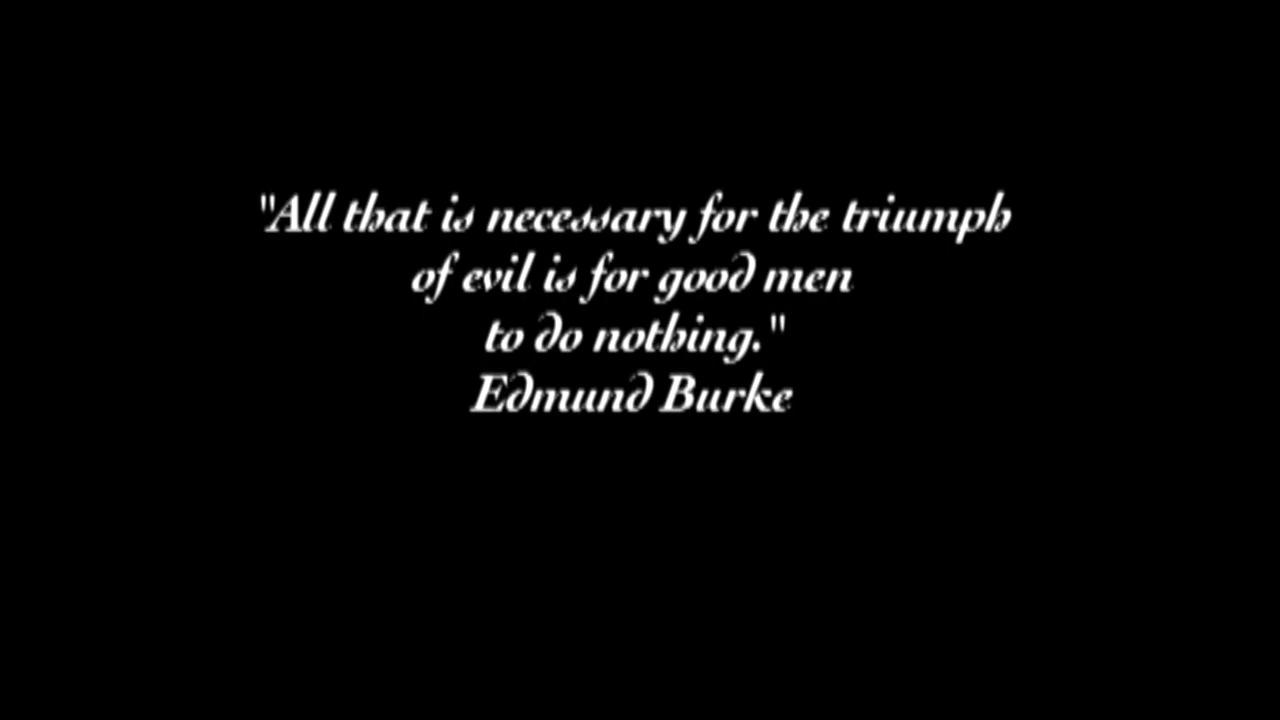 "All that is necessary for the triumph
of evil is for good men
to do nothing."
Edmund Burke